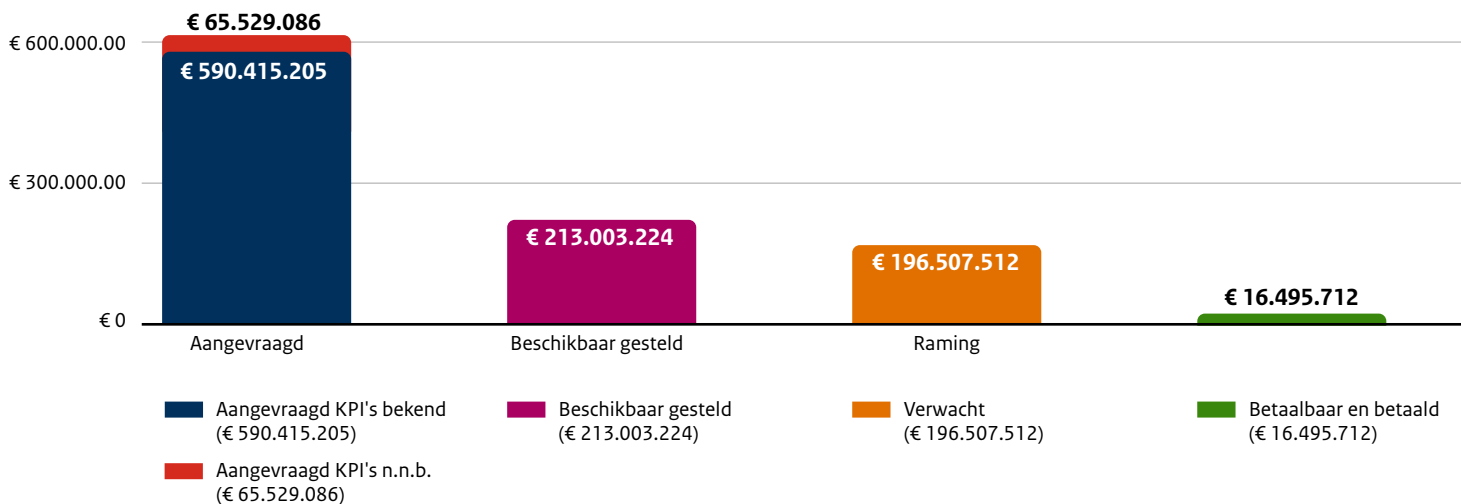 € 65.529.086
€ 600.000.00
€ 590.415.205
€ 300.000.00
€ 213.003.224
€ 196.507.512
€ 16.495.712
€ 0
Aangevraagd
Beschikbaar gesteld
Raming
Aangevraagd KPI's bekend
(€ 590.415.205)
Beschikbaar gesteld
(€ 213.003.224)
Verwacht
(€ 196.507.512)
Betaalbaar en betaald
(€ 16.495.712)
Aangevraagd KPI's n.n.b.
(€ 65.529.086)